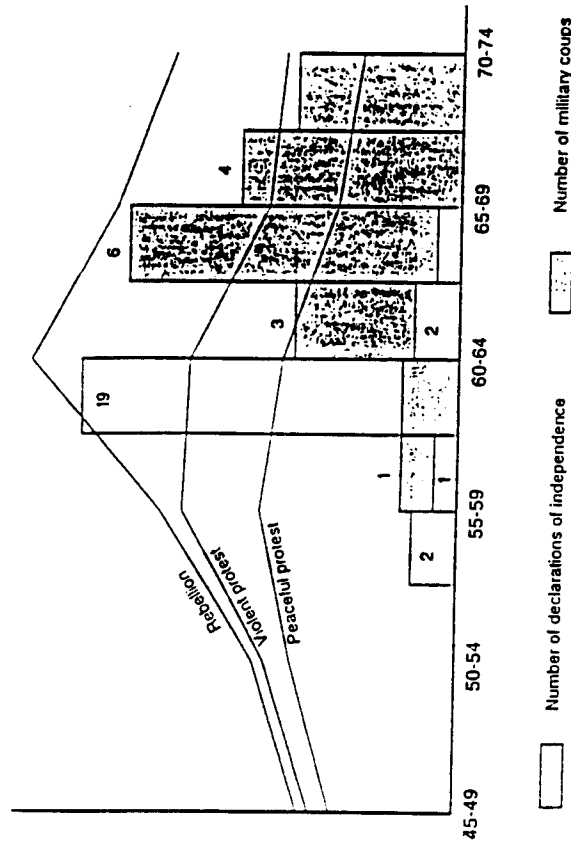 Rebellion
Violent protest
Peaceful protest
2
1
1
19
3
2
6
4
45-49
50-54
55-59
60-64
65-69
70-74
Number of declarations of independence
Number of military coups